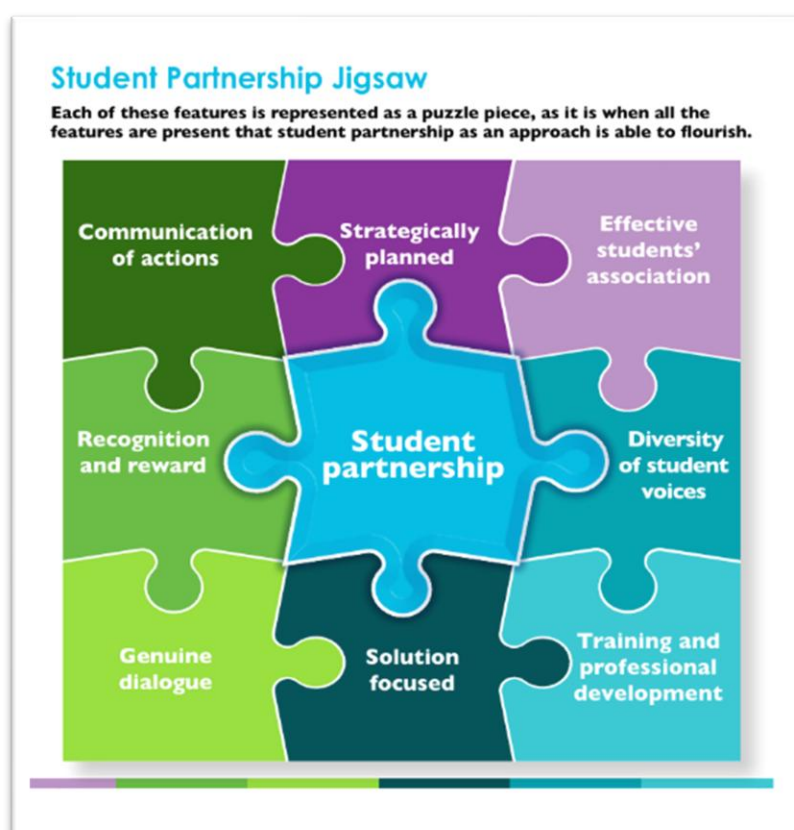 Student Partnership Jigsaw
Each of these features is represented as a puzzle piece, as it is when all the
features are present that student partnership as an approach is able to flourish.
Communication
of actions
Strategically
planned
Effective
students’
association
Recognition
and reward
Student
partnership
Diversity
of student
voices
Genuine
dialogue
Solution
focused
Training and
professional
development